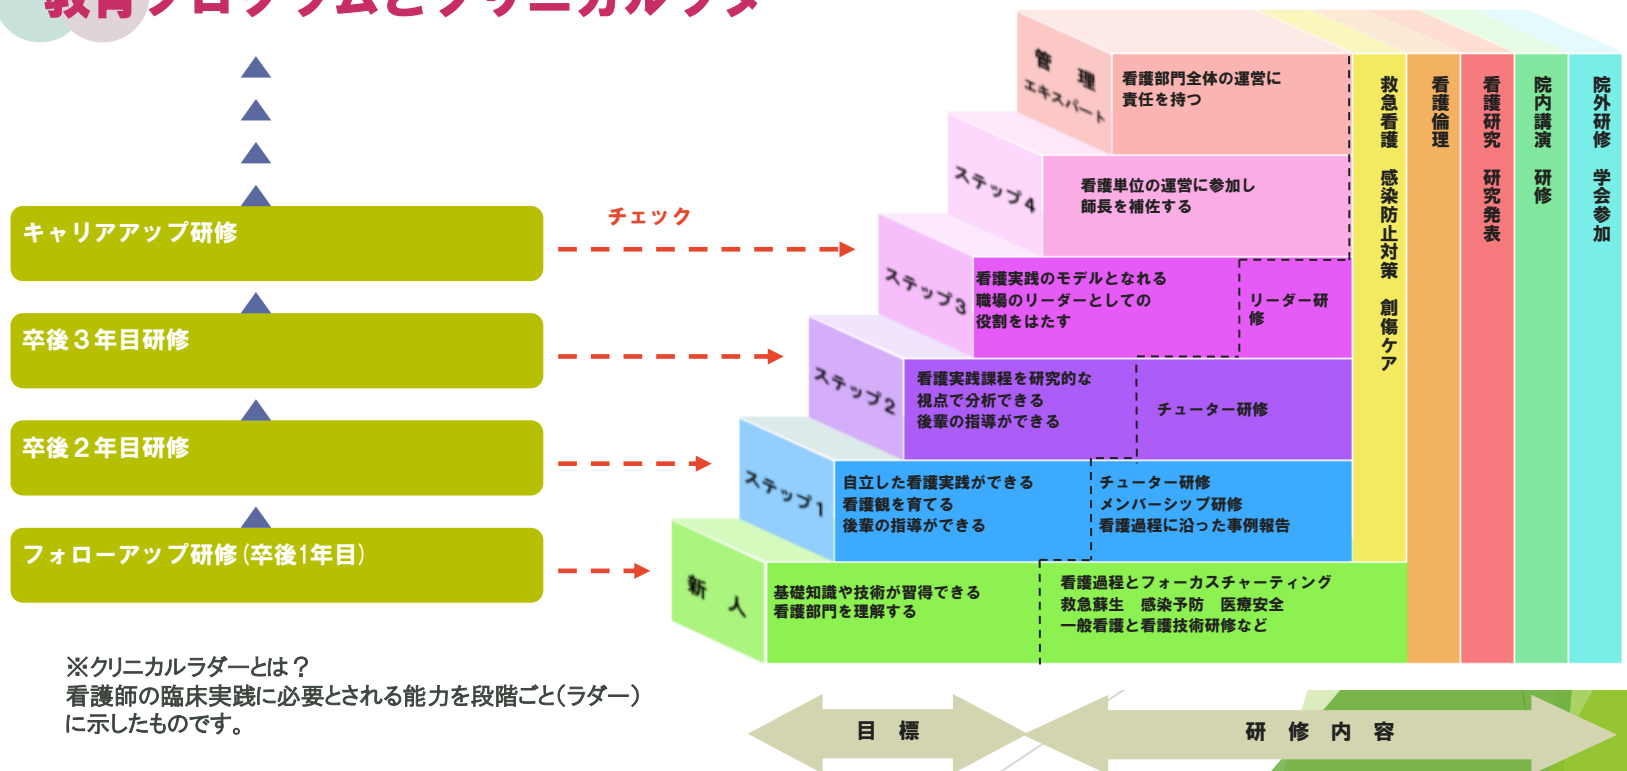 教育プログラムとクリニカルラダー
キャリアアップ研修
卒後３年目研修
卒後２年目研修
フォローアップ研修(卒後1年目)
チェック
※クリニカルラダーとは？
看護師の臨床実践に必要とされる能力を段階ごと(ラダー)
に示したものです。
管　理
エキスパート
看護部門全体の運営に
責任を持つ
ステップ4
看護単位の運営に参加し
師長を補佐する
ステップ3
看護実践のモデルとなれる
職場のリーダーとしての
役割をはたす
リーダー研
修
ステップ2
看護実践課程を研究的な
視点で分析できる
後輩の指導ができる
チューター研修
ステップ1
自立した看護実践ができる
看護観を育てる
後輩の指導ができる
チューター研修
メンバーシップ研修
看護過程に沿った事例報告
新　人
基礎知識や技術が習得できる
看護部門を理解する
看護過程とフォーカスチャーティング
救急蘇生　感染予防　医療安全
一般看護と看護技術研修など
救急看護　感染防止対策　創傷ケア
看護倫理
看護研究　研究発表
院内講演　研修
院外研修　学会参加
目　標
研　修　内　容